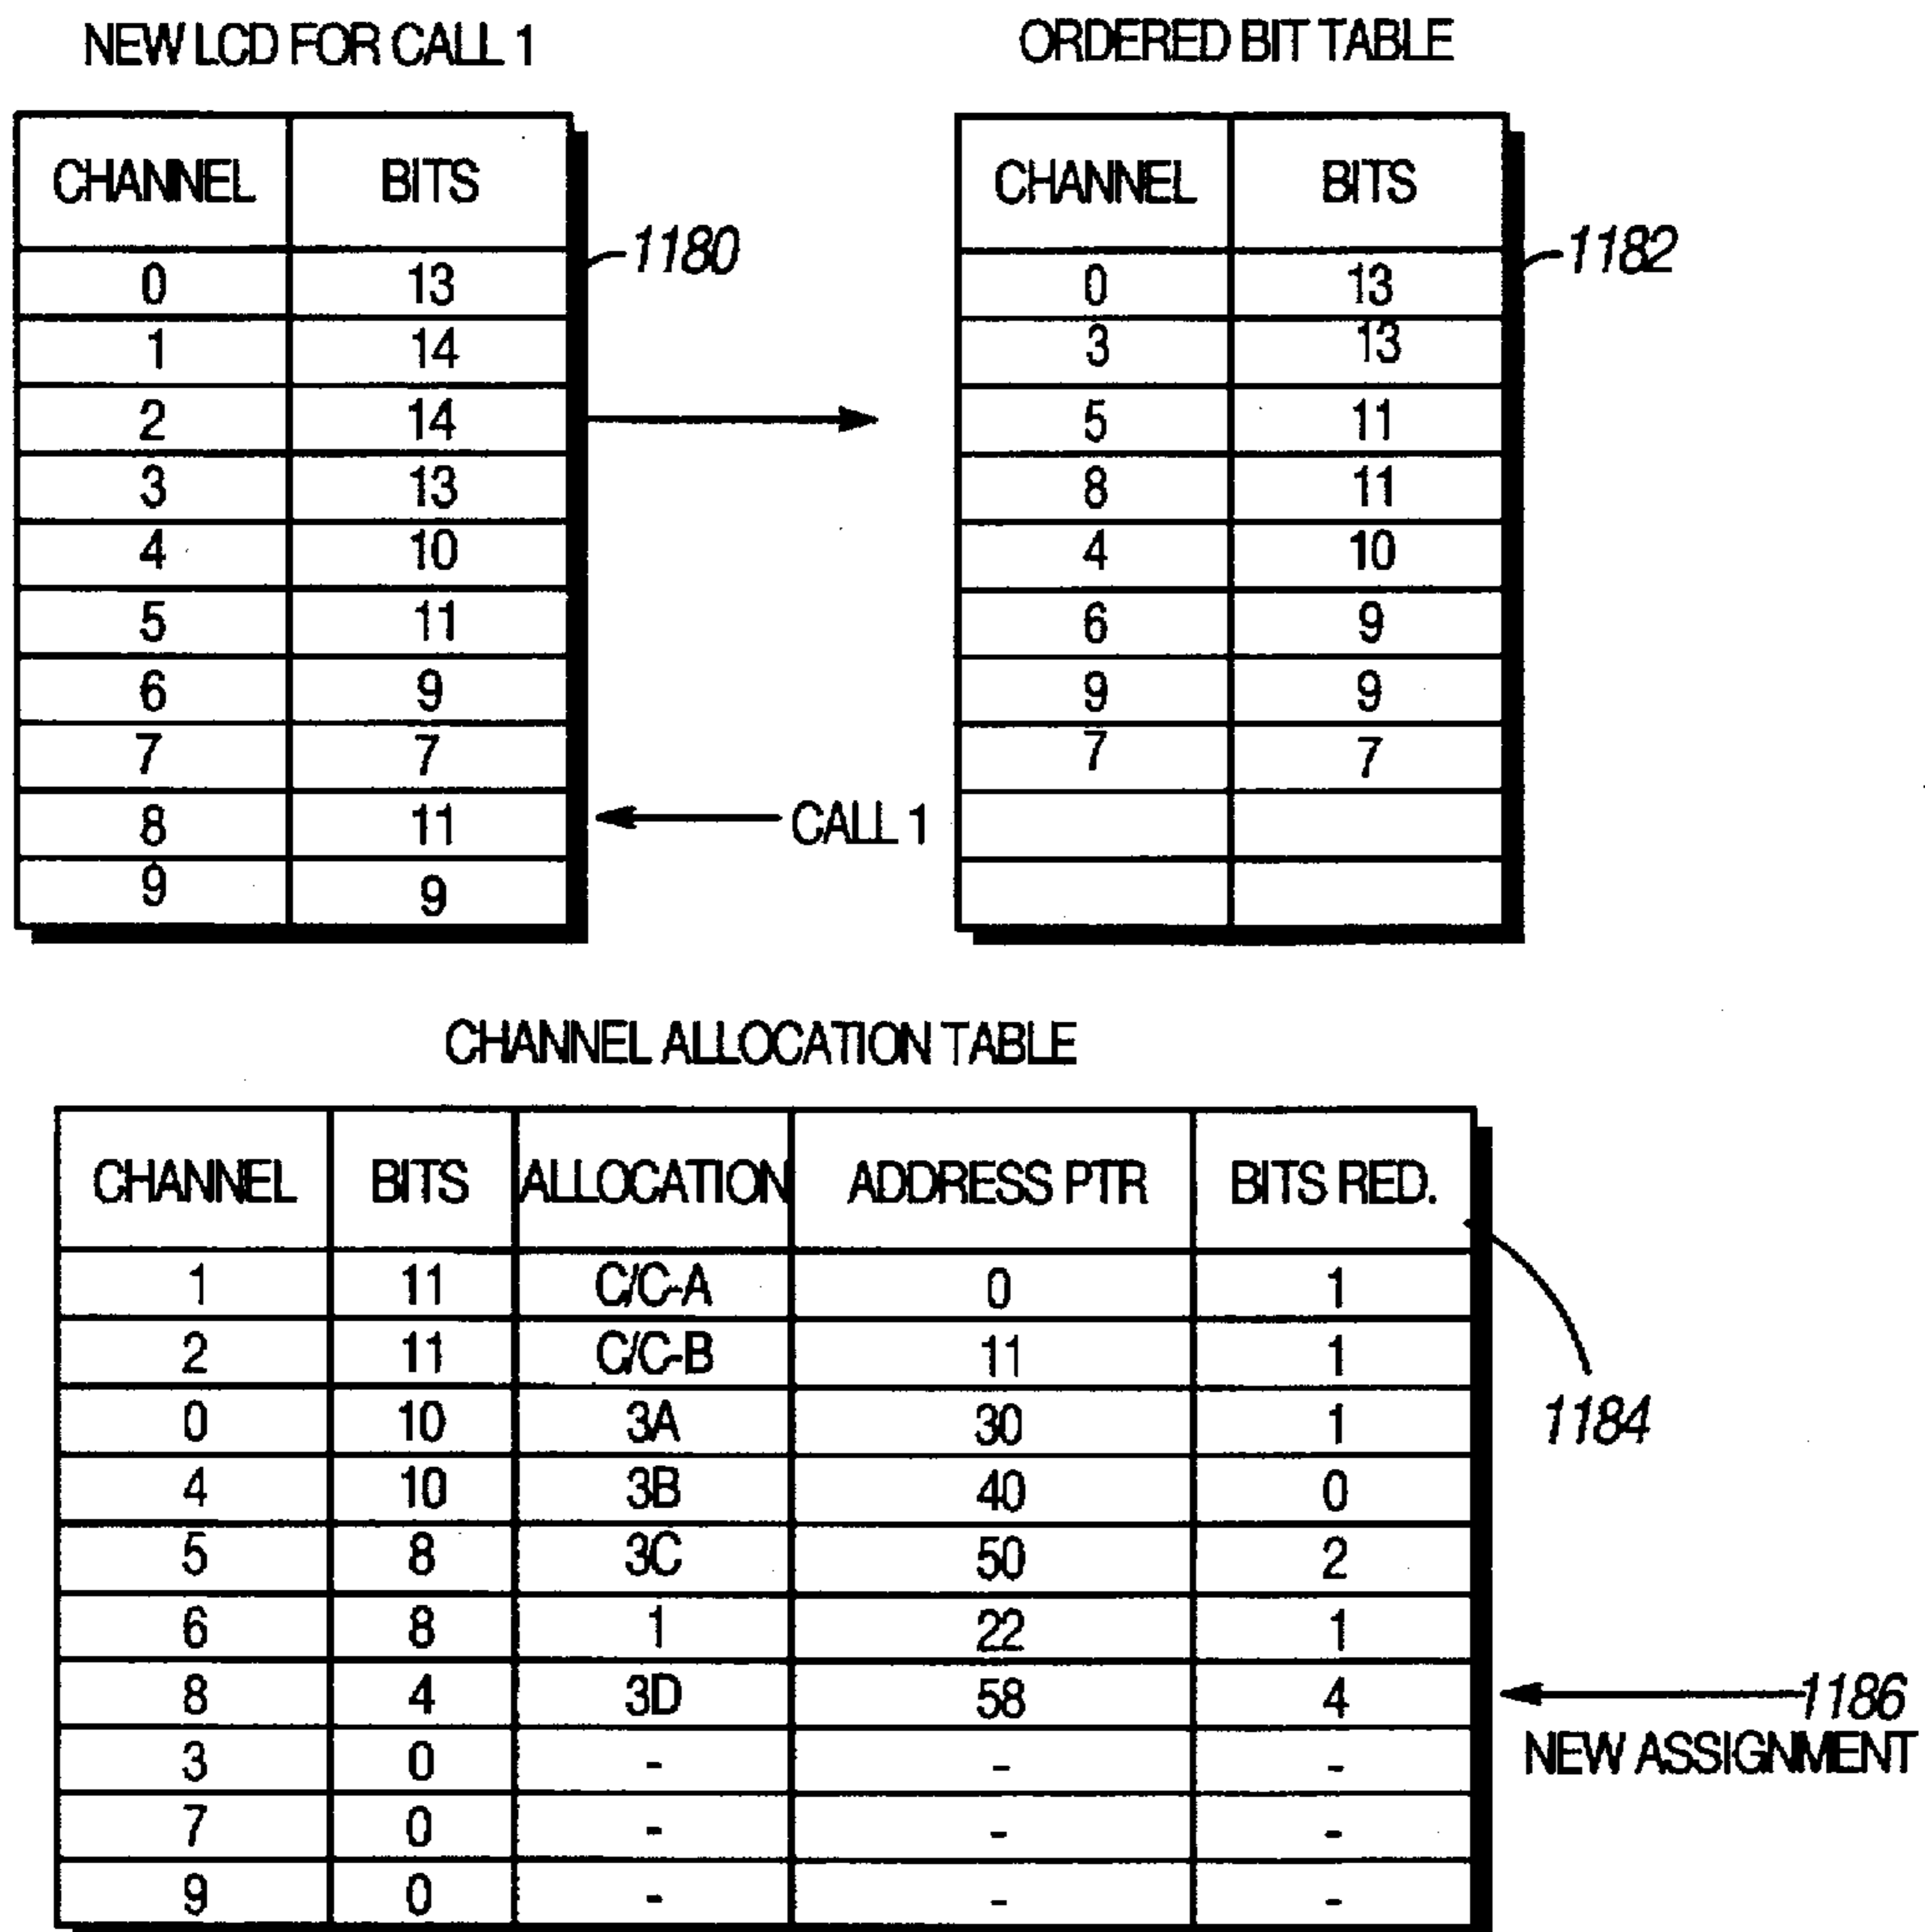 NEW LCD FOR CALL 1
CHANNEL BITS
0 13
1 14
2 14
3 13
4 10
5 11
6 9
7 7
8 11
9 9
1180
CALL 1
ORDERED BIT TABLE
CHANNEL BITS
0 13
3 13
5 11
8 11
4 10
6 9
9 9
7 7
1182
CHANNEL ALLOCATION TABLE
CHANNEL BITS ALLOCATION ADDRESS PTR BITS RED.
1 11 C/C-A 0 1
2 11 C/C-B 11 1
0 10 3A 30 1
4 10 3B 40 0
5 8 3C 50 2
6 8 1 22 1
8 4 3D 58 4
3 0 - - -
7 0 - - -
9 0 - - -
1184
1186
NEW ASSIGNMENT